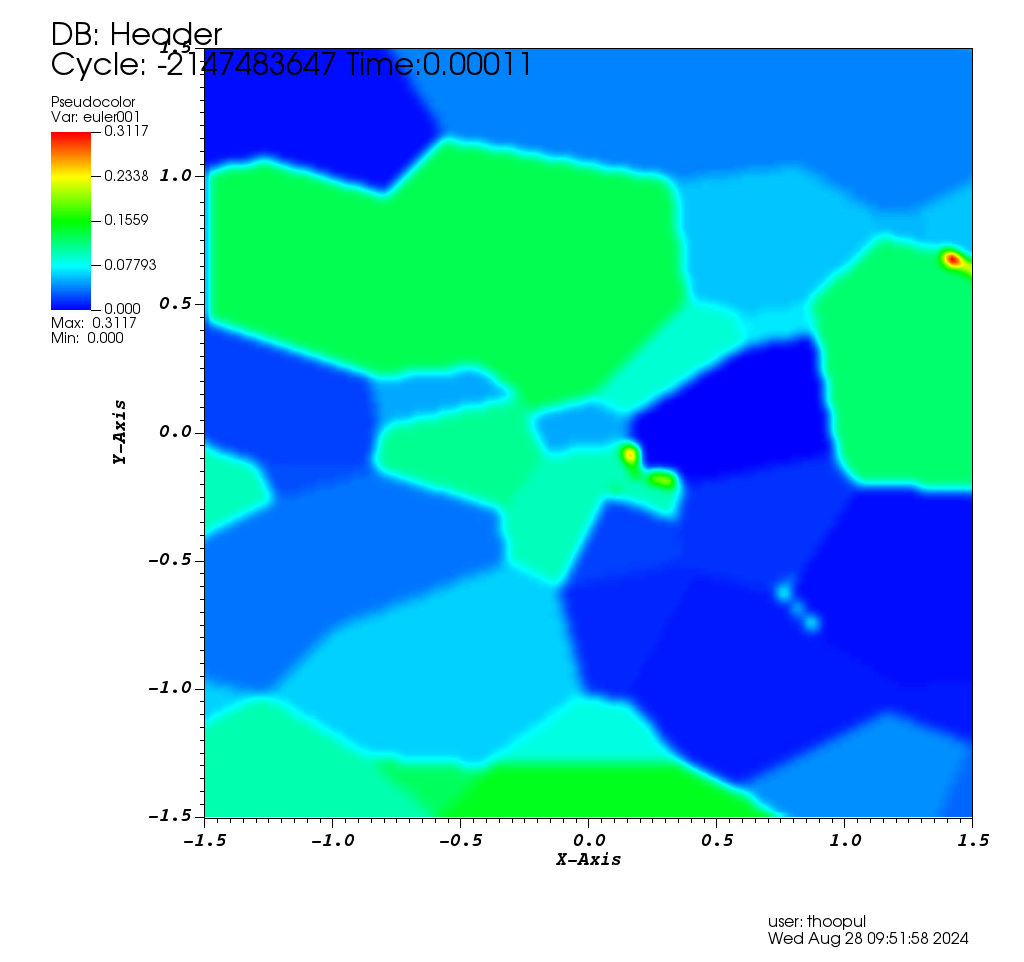 DB: Header
Cycle: -2147483647 Time:0.00011
Pseudocolor
Var: euler001
0.3117
0.2338
0.1559
0.07793
0.000
Max: 0.3117
Min: 0.000
1.5
1.0
0.5
0.0
-0.5
-1.0
-1.5
Y-Axis
-1.5 -1.0 -0.5 0.0 0.5 1.0 1.5
X-Axis
user: thoopul
Wed Aug 28 09:51:58 2024